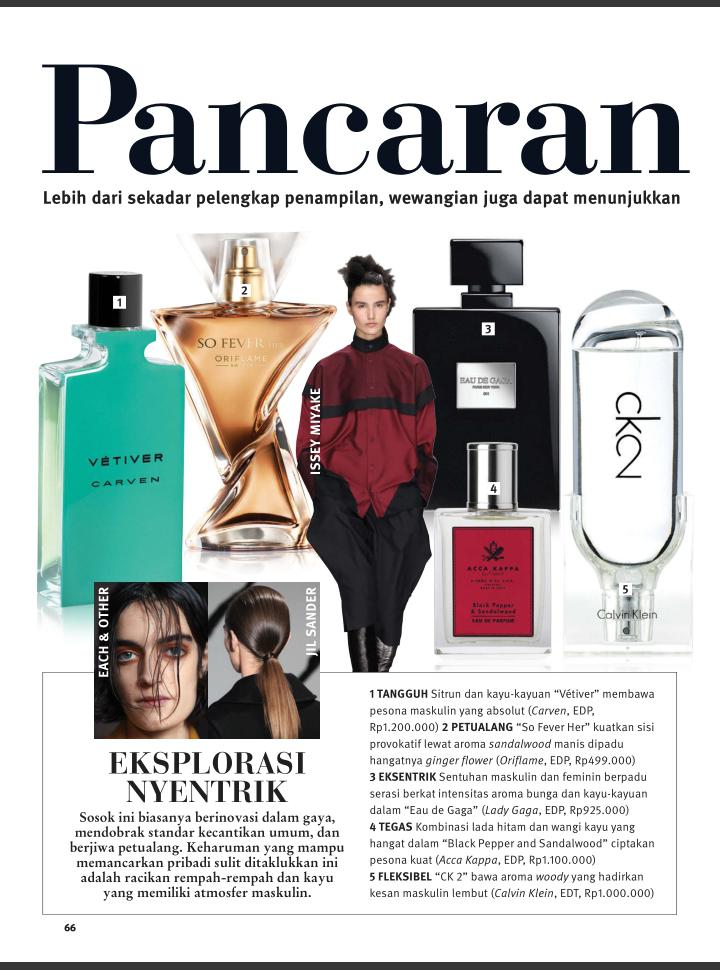 Pancaran
Lebih dari sekadar pelengkap penampilan, wewangian juga dapat menunjukkan
1
VÉTIVER
CARVEN
2
SO FEVER HER
ORIFLAME
ISSEY MIYAKE
3
EAU DE GAGA
001
4
ACCA KAPPA
Black Pepper
& Sandalwood
EAU DE PARFUM
ck2
5
Calvin Klein
EACH & OTHER
JIL SANDER
EKSPLORASI
NYENTRIK
Sosok ini biasanya berinovasi dalam gaya,
mendobrak standar kecantikan umum, dan
berjiwa petualang. Keharuman yang mampu
memancarkan pribadi sulit ditaklukkan ini
adalah racikan rempah-rempah dan kayu
yang memiliki atmosfer maskulin.
1 TANGGUH Sitrun dan kayu-kayuan “Vétiver” membawa
pesona maskulin yang absolut (Carven, EDP,
Rp1.200.000) 2 PETUALANG “So Fever Her” kuatkan sisi
provokatif lewat aroma sandalwood manis dipadu
hangatnya ginger flower (Oriflame, EDP, Rp499.000)
3 EKSENTRIK Sentuhan maskulin dan feminin berpadu
serasi berkat intensitas aroma bunga dan kayu-kayuan
dalam “Eau de Gaga” (Lady Gaga, EDP, Rp925.000)
4 TEGAS Kombinasi lada hitam dan wangi kayu yang
hangat dalam “Black Pepper and Sandalwood” ciptakan
pesona kuat (Acca Kappa, EDP, Rp1.100.000)
5 FLEKSIBEL “CK 2” bawa aroma woody yang hadirkan
kesan maskulin lembut (Calvin Klein, EDT, Rp1.000.000)
66